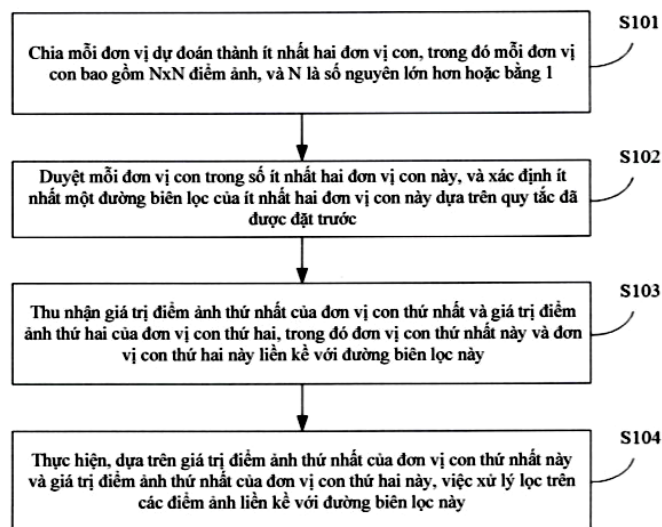 S101
Chia mỗi đơn vị dự đoán thành ít nhất hai đơn vị con, trong đó mỗi đơn vị
con bao gồm NxN điểm ảnh, và N là số nguyên lớn hơn hoặc bằng 1
S102
Duyệt mỗi đơn vị con trong số ít nhất hai đơn vị con này, và xác định ít
nhất một đường biên lọc của ít nhất hai đơn vị con này dựa trên quy tắc đã
được đặt trước
S103
Thu nhận giá trị điểm ảnh thứ nhất của đơn vị con thứ nhất và giá trị điểm
ảnh thứ hai của đơn vị con thứ hai, trong đó đơn vị con thứ nhất này và đơn
vị con thứ hai này liền kề với đường biên lọc này
S104
Thực hiện, dựa trên giá trị điểm ảnh thứ nhất của đơn vị con thứ nhất này
và giá trị điểm ảnh thứ nhất của đơn vị con thứ hai này, việc xử lý lọc trên
các điểm ảnh liền kề với đường biên lọc này